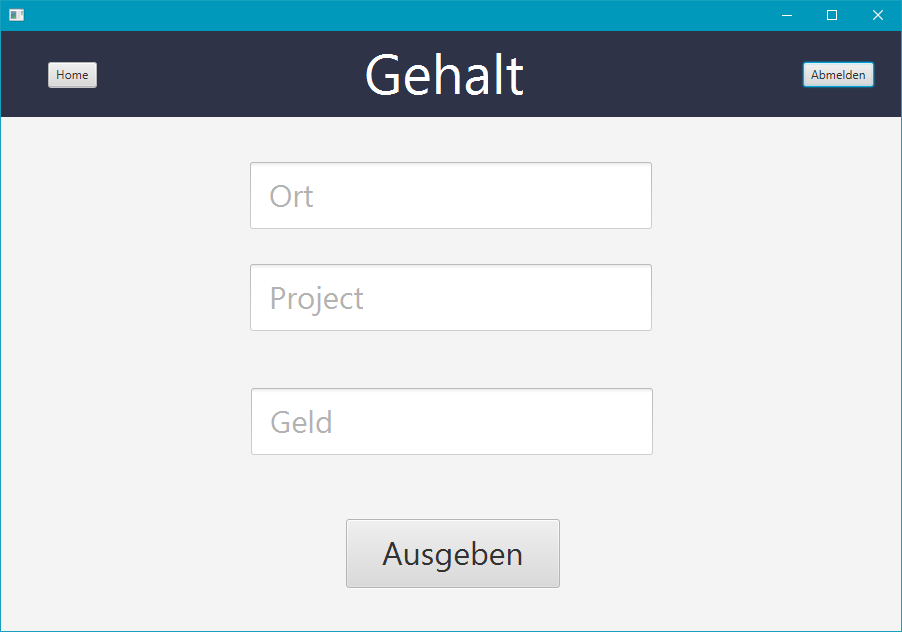 Home
Gehalt
Abmelden
Ort
Project
Geld
Ausgeben